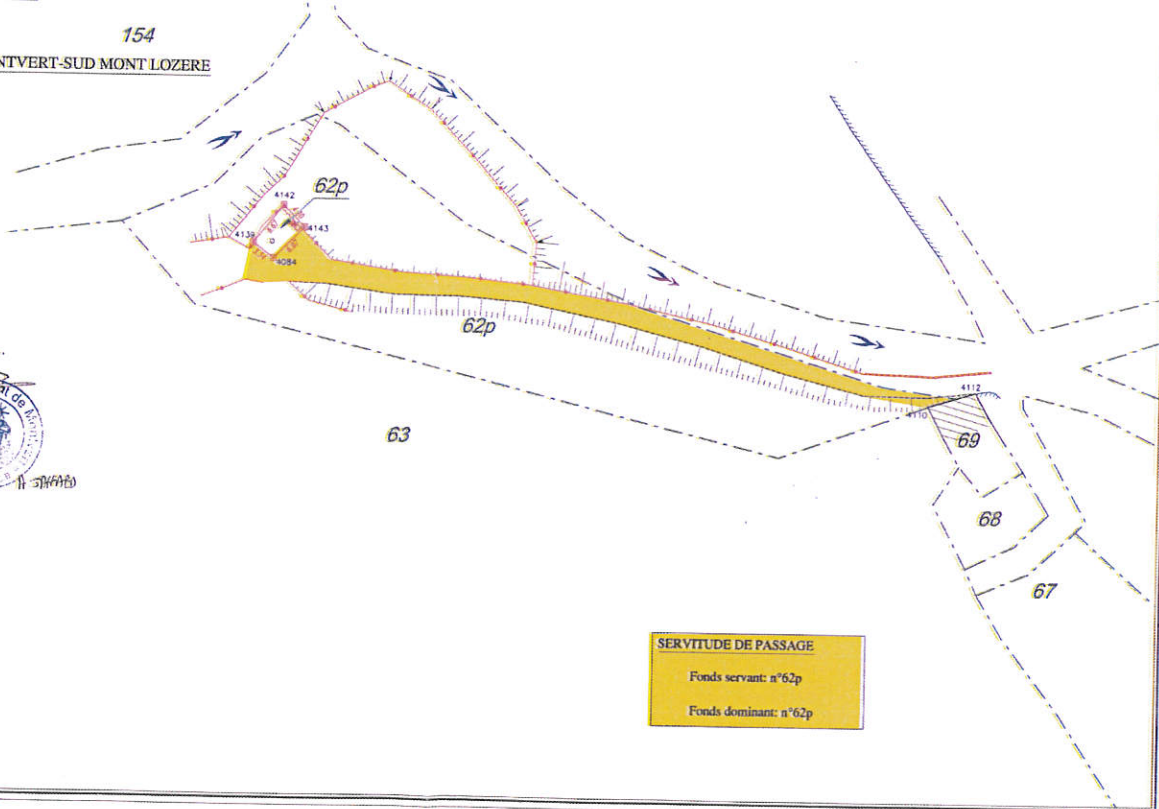 154
NTVERT-SUD MONT LOZERE
62p
4142
4143
4139
4084
62p
4112
4110
69
63
68
67
SERVITUDE DE PASSAGE
Fonds servant: n°62p
Fonds dominant: n°62p